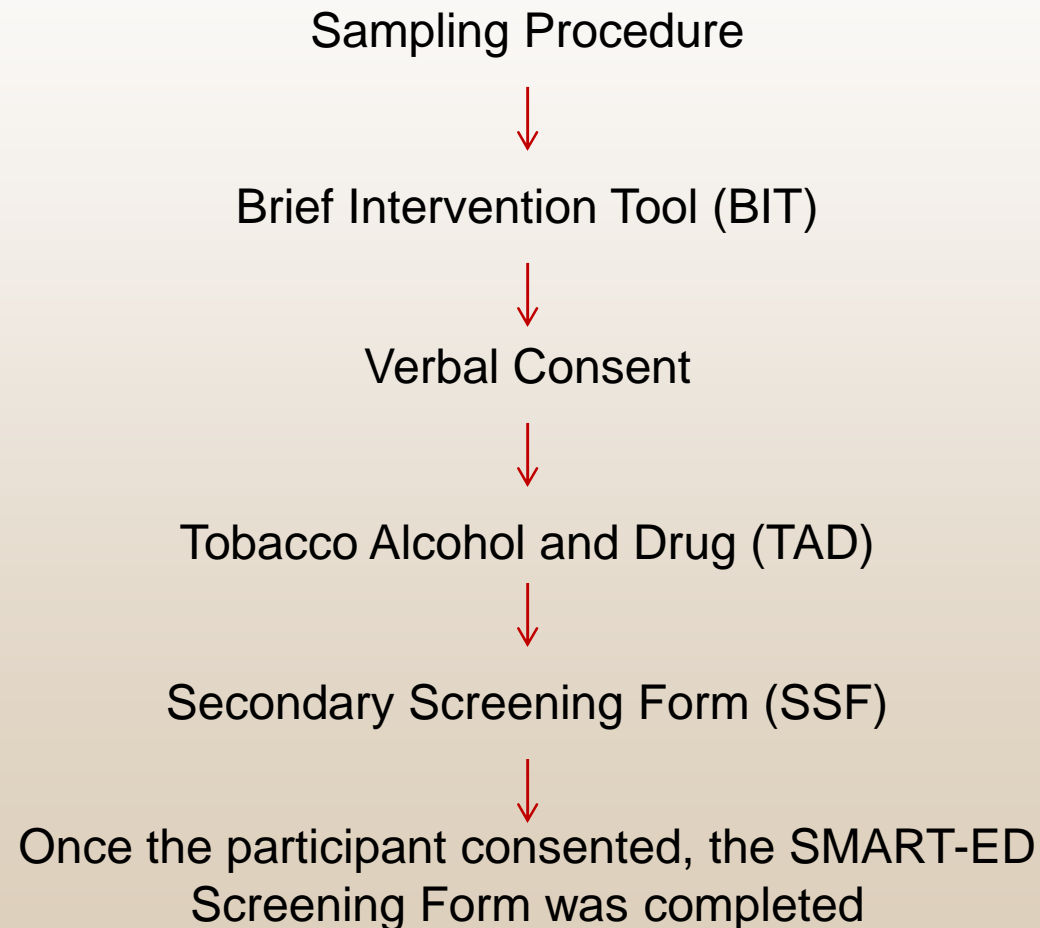 Sampling Procedure
Brief Intervention Tool (BIT)
Verbal Consent
Tobacco Alcohol and Drug (TAD)
Secondary Screening Form (SSF)
Once the participant consented, the SMART-ED
Screening Form was completed